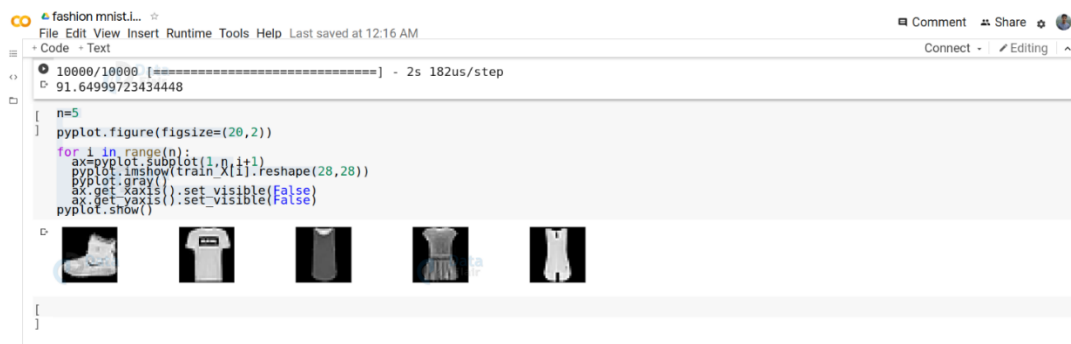 fashion mnist.i...
Comment Share
File Edit View Insert Runtime Tools Help Last saved at 12:16 AM
+ Code + Text
Connect Editing
10000/10000 [==============================] - 2s 182us/step
91.64999723434448
[
]
n=5
pyplot.figure(figsize=(20,2))
for i in range(n):
ax=pyplot.subplot(1,n,i+1)
pyplot.imshow(train_X[i].reshape(28,28))
pyplot.gray()
ax.get_xaxis().set_visible(False)
ax.get_yaxis().set_visible(False)
pyplot.show()
[
]